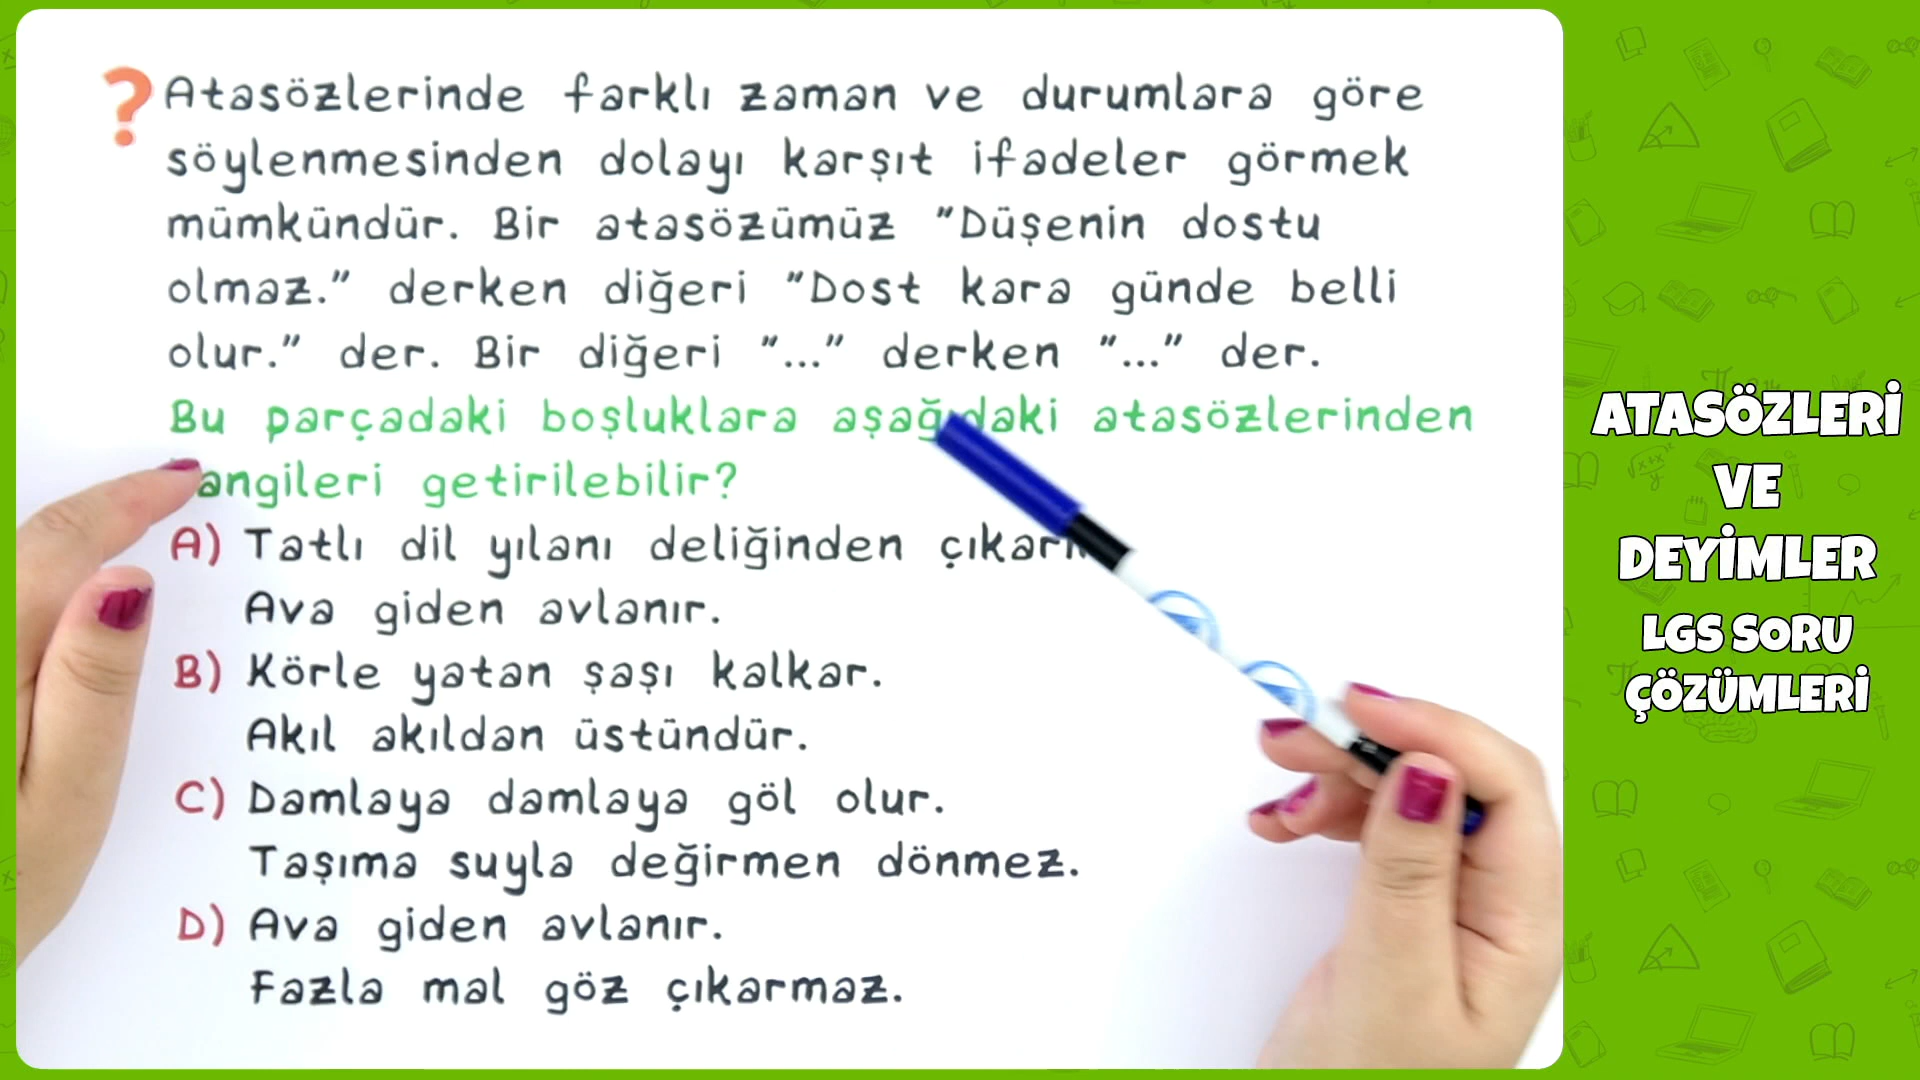 Atasözlerinde farklı zaman ve durumlara göre
söylenmesinden dolayı karşıt ifadeler görmek
mümkündür. Bir atasözümüz "Düşenin dostu
olmaz." derken diğeri "Dost kara günde belli
olur." der. Bir diğeri "..." derken "..." der.
Bu parçadaki boşluklara aşağıdaki atasözlerinden
hangileri getirilebilir?
A) Tatlı dil yılanı deliğinden çıkarır
Ava giden avlanır.
B) Körle yatan şaşı kalkar.
Akıl akıldan üstündür.
C) Damlaya damlaya göl olur.
Taşıma suyla değirmen dönmez.
D) Ava giden avlanır.
Fazla mal göz çıkarmaz.
ATASÖZLERİ
VE
DEYİMLER
LGS SORU
ÇÖZÜMLERİ